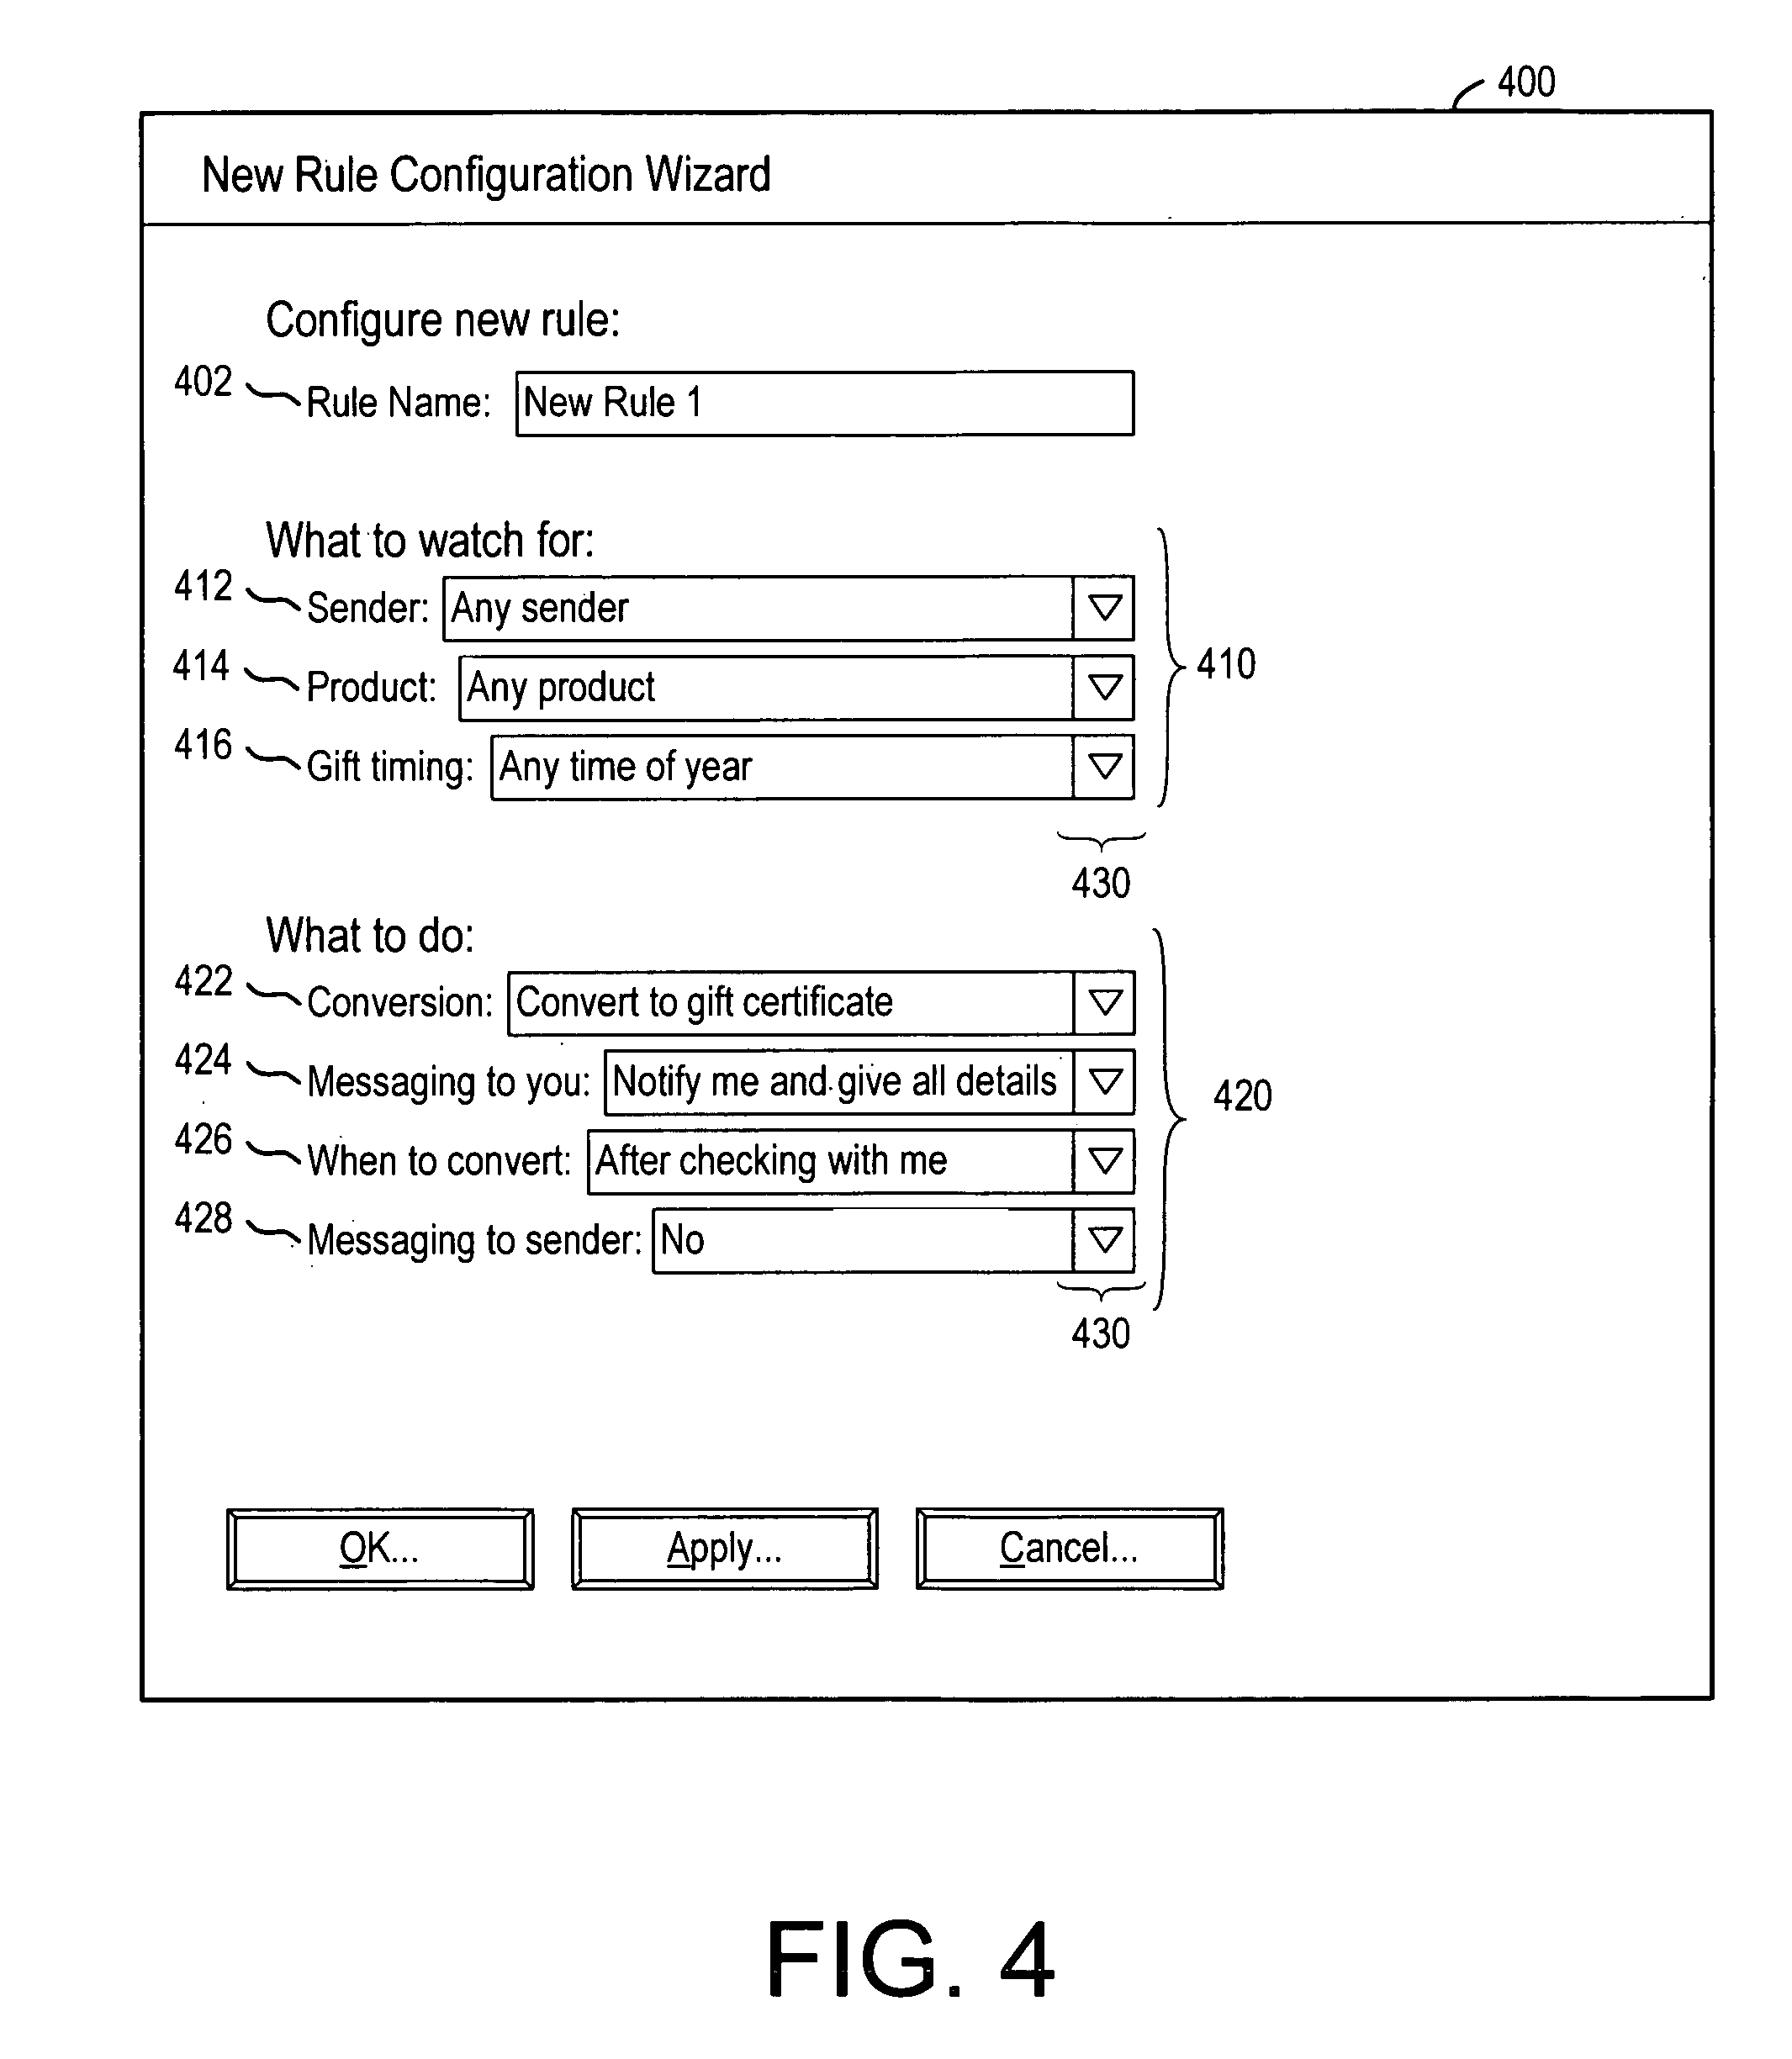 400
New Rule Configuration Wizard
Configure new rule:
402 Rule Name: New Rule 1
What to watch for:
412 Sender: Any sender
414 Product: Any product
410
416 Gift timing: Any time of year
430
What to do:
422 Conversion: Convert to gift certificate
424 Messaging to you: Notify me and give all details
420
426 When to convert: After checking with me
428 Messaging to sender: No
430
OK... Apply... Cancel...
FIG. 4